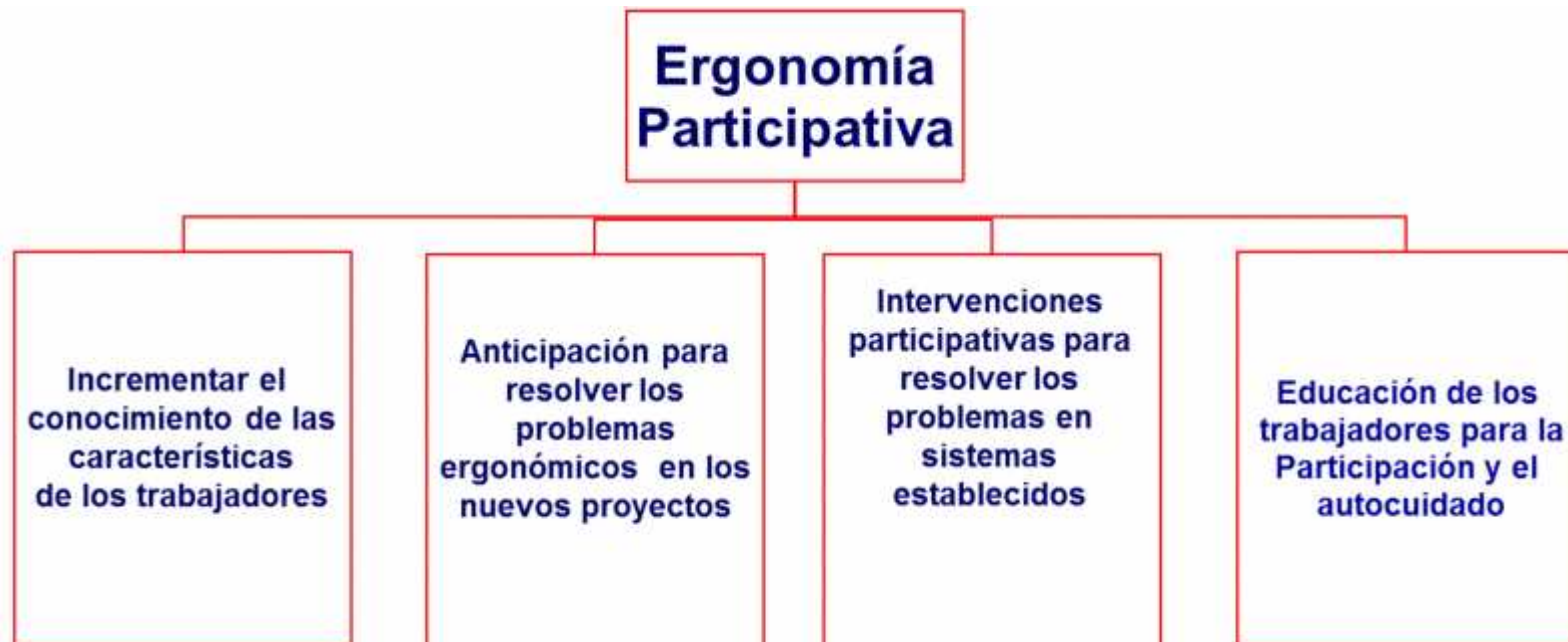 Ergonomía
Participativa
Incrementar el
conocimiento de las
características
de los trabajadores
Anticipación para
resolver los
problemas
ergonómicos en los
nuevos proyectos
Intervenciones
participativas para
resolver los
problemas en
sistemas
establecidos
Educación de los
trabajadores para la
Participación y el
autocuidado